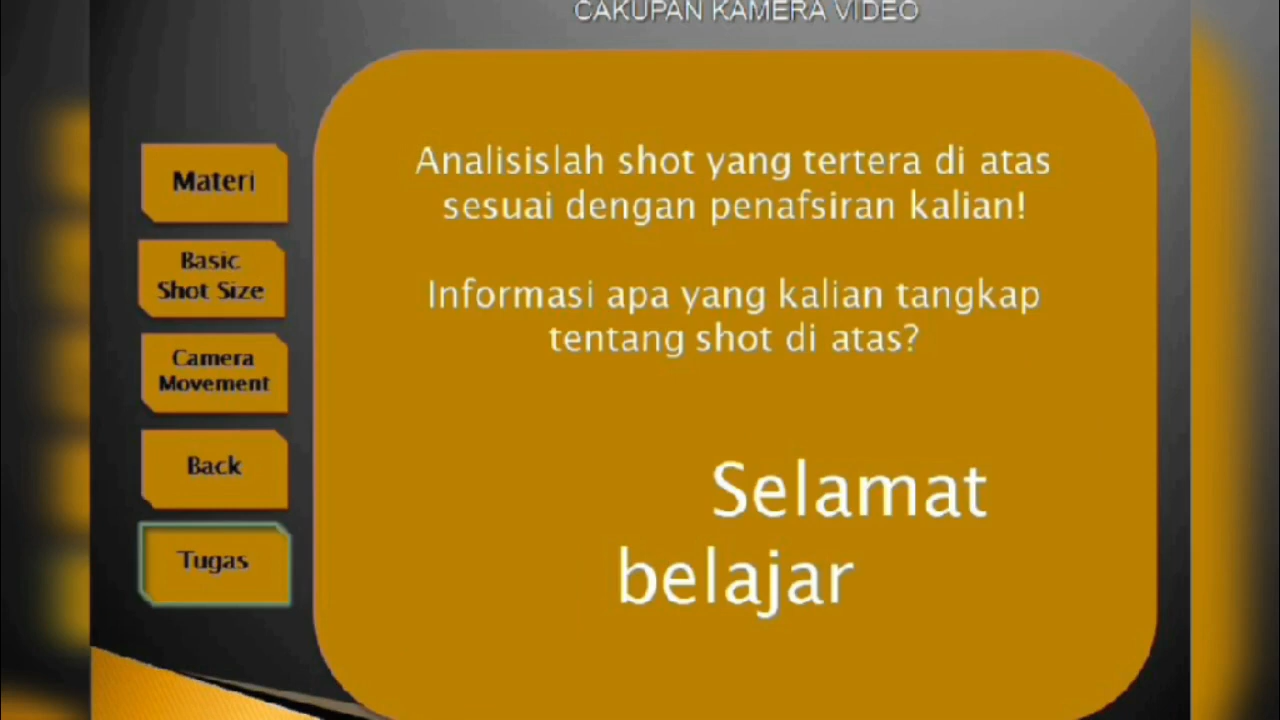 CAKUPAN KAMERA VIDEO
Materi
Basic
Shot Size
Camera
Movement
Back
Tugas
Analisislah shot yang tertera di atas
sesuai dengan penafsiran kalian!
Informasi apa yang kalian tangkap
tentang shot di atas?
Selamat
belajar